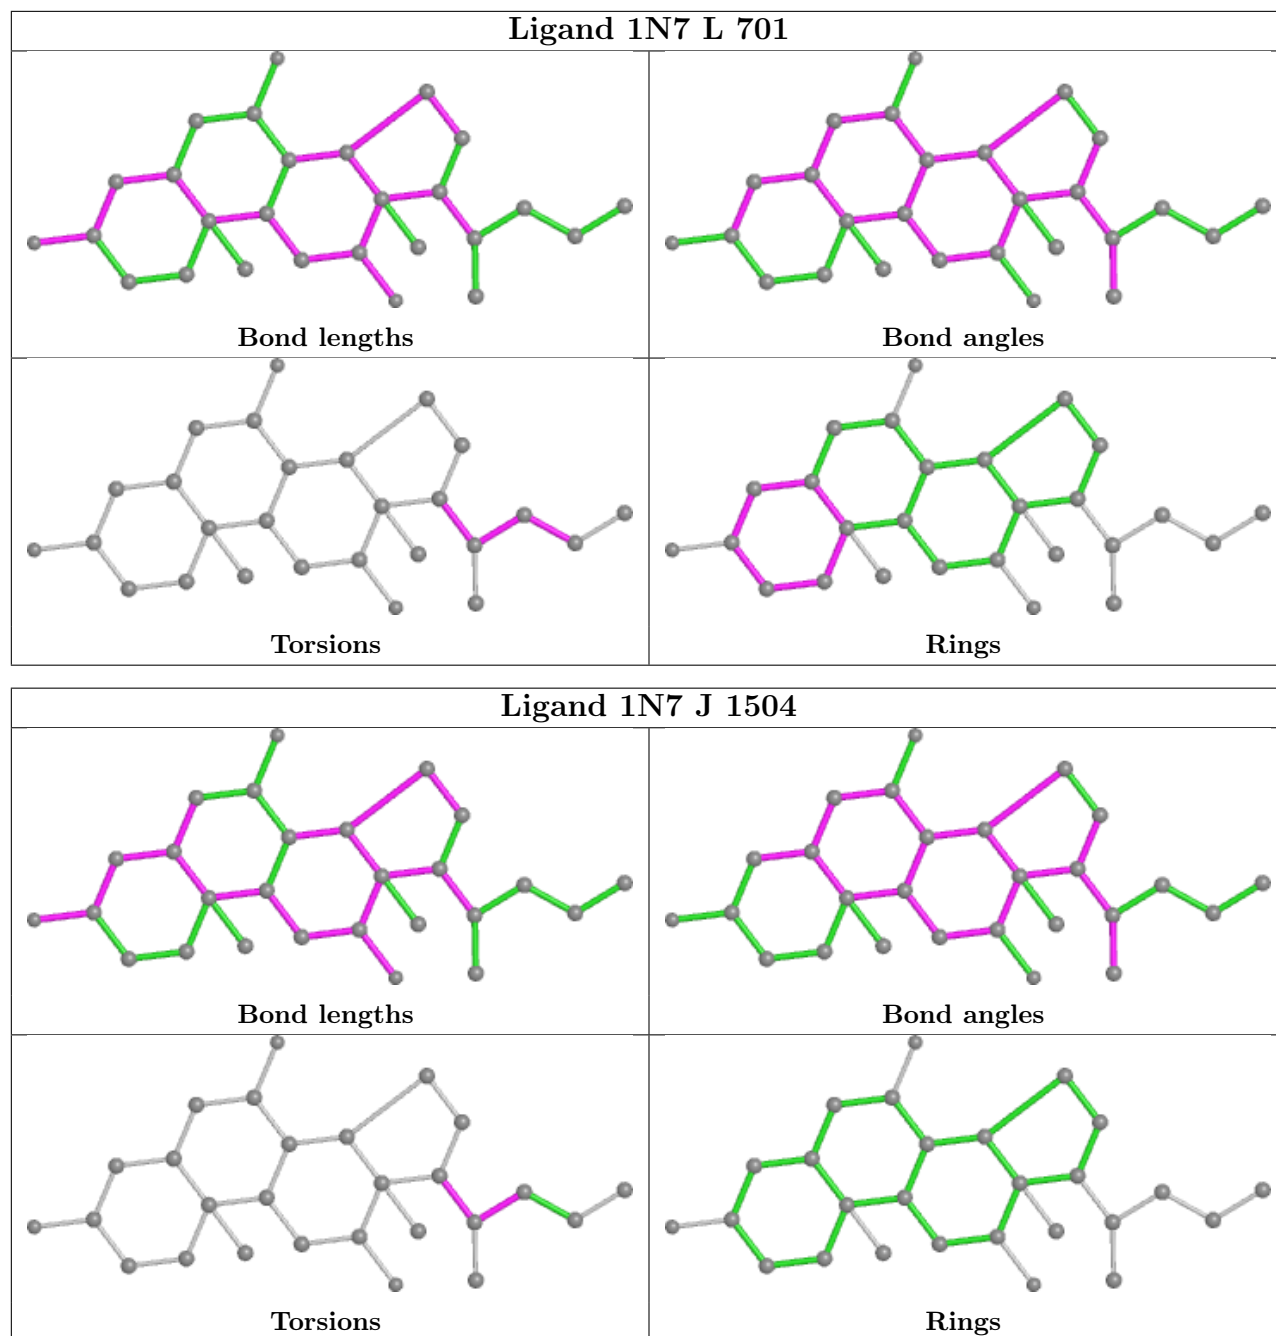 Ligand 1N7 L 701
Bond lengths
Bond angles
Torsions
Rings
Ligand 1N7 J 1504
Bond lengths
Bond angles
Torsions
Rings